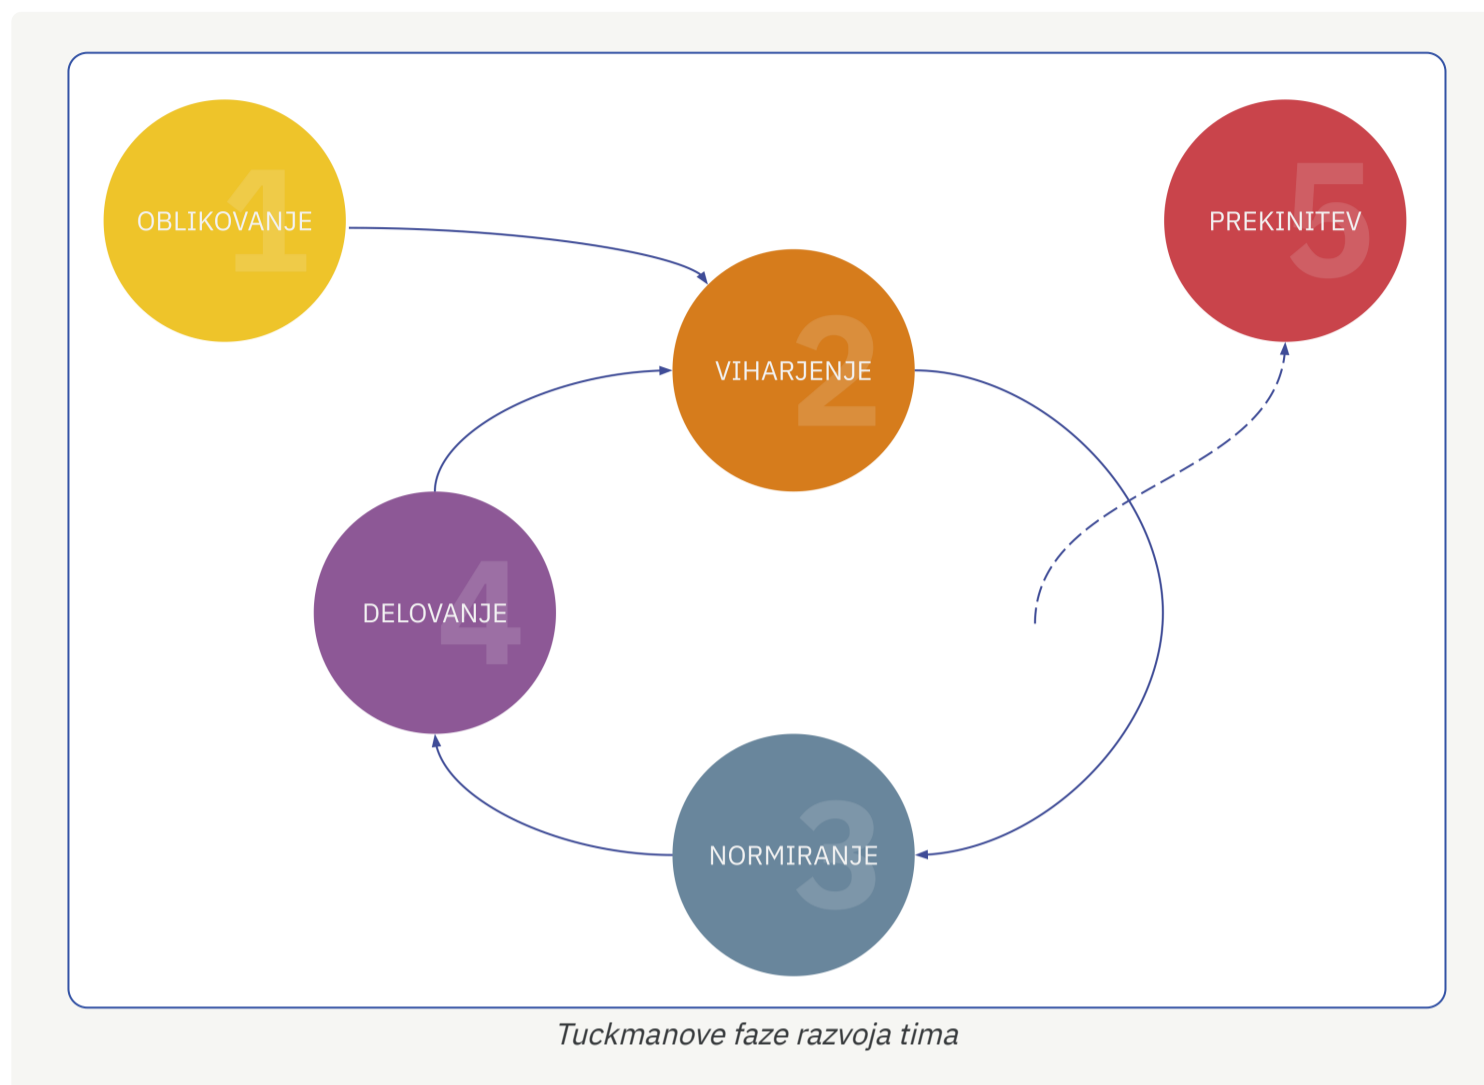 1
OBLIKOVANJE
5
PREKINITEV
2
VIHARJENJE
4
DELOVANJE
3
NORMIRANJE
Tuckmanove faze razvoja tima